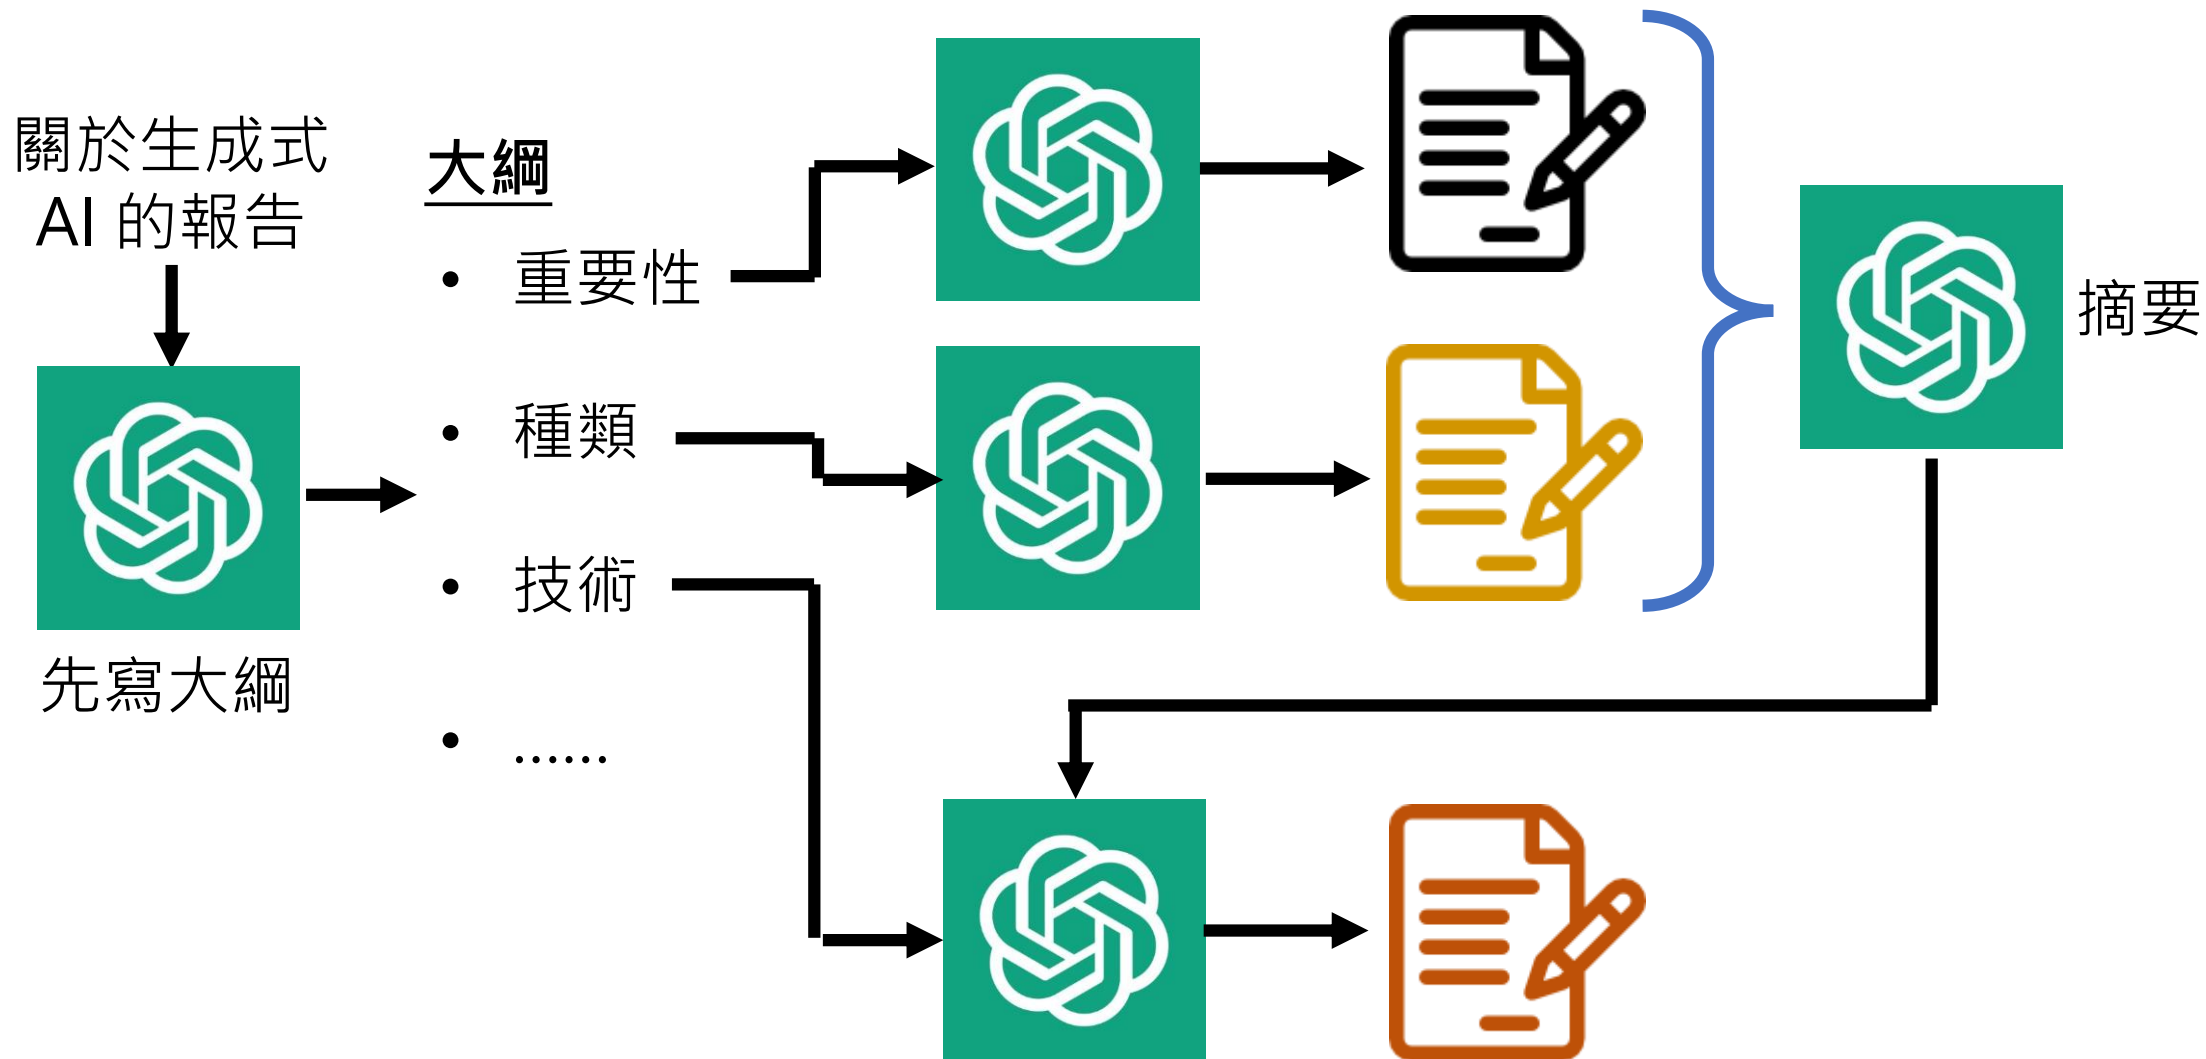 關於生成式
AI 的報告
先寫大綱
大綱
• 重要性
• 種類
• 技術
• ……
摘要